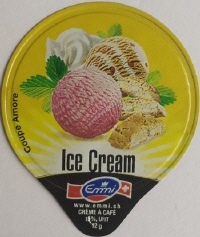 Coupe Amore
Ice Cream
Emmi
www.emmi.ch
CRÈME À CAFÉ
15%, UHT
12 g